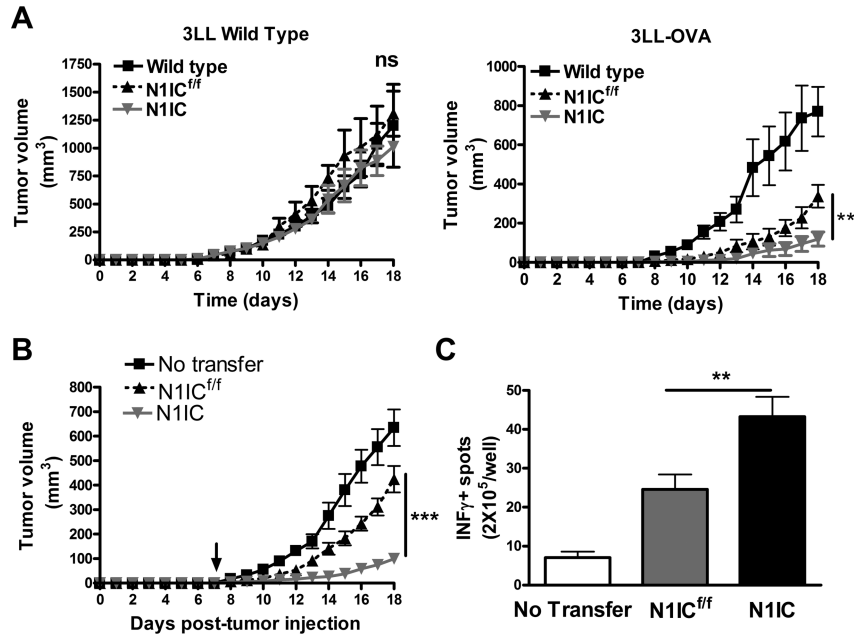 A
3LL Wild Type
ns
Wild type
N1ICf/f
N1IC
Tumor volume
(mm3)
1750
1500
1250
1000
750
500
250
0
0 2 4 6 8 10 12 14 16 18
Time (days)
3LL-OVA
Wild type
N1ICf/f
N1IC
Tumor volume
(mm3)
1000
800
600
400
200
0
**
0 2 4 6 8 10 12 14 16 18
Time (days)
B
No transfer
N1ICf/f
N1IC
Tumor volume
(mm3)
800
700
600
500
400
300
200
100
0
***
0 2 4 6 8 10 12 14 16 18
Days post-tumor injection
C
**
INFγ+ spots
(2X105/well)
50
40
30
20
10
0
No Transfer N1ICf/f N1IC